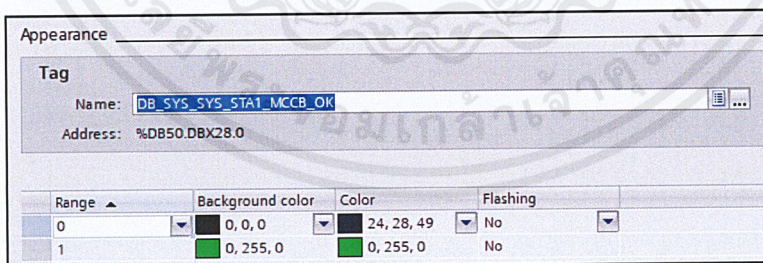 Appearance
Tag
Name: DB_SYS_SYS_STA1_MCCB_OK
Address: %DB50.DBX28.0
Range Background color Color Flashing
0 0, 0, 0 24, 28, 49 No
1 0, 255, 0 0, 255, 0 No